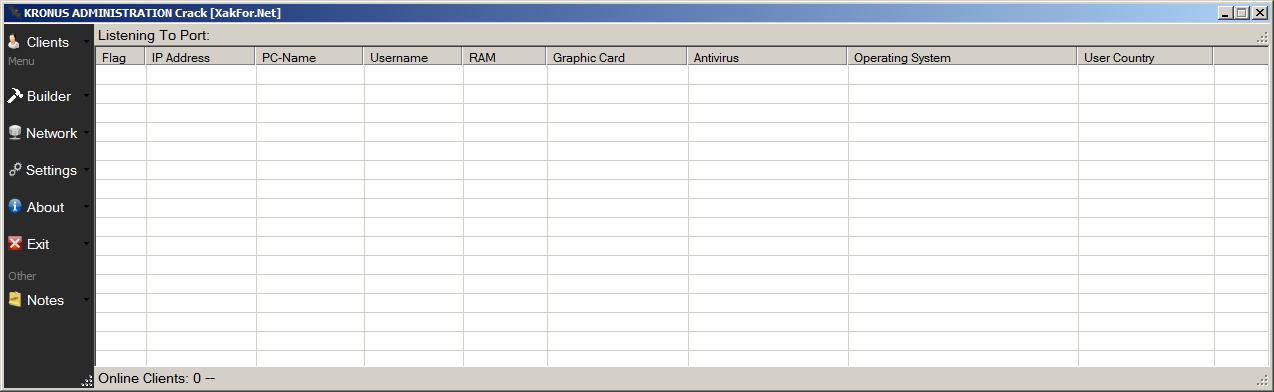 KRONUS ADMINISTRATION Crack [XakFor.Net]
Clients
Menu
Builder
Network
Settings
About
Exit
Other
Notes
Listening To Port:
Flag IP Address PC-Name Username RAM Graphic Card Antivirus Operating System User Country
Online Clients: 0 --